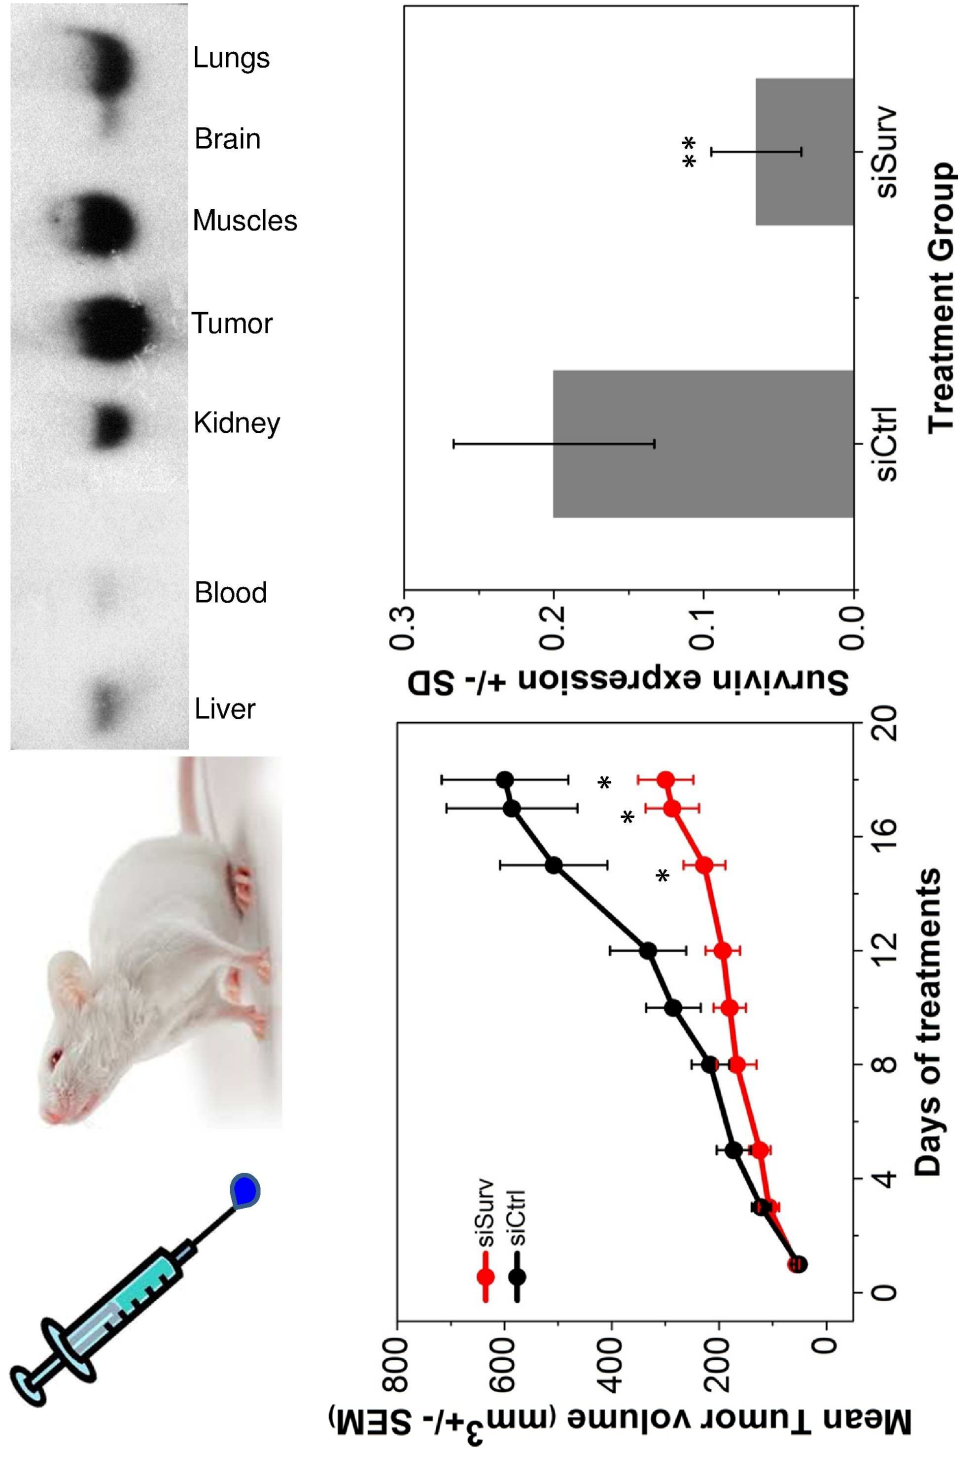 Lungs
Brain
Muscles
Tumor
Kidney
Blood
Liver
Mean Tumor volume (mm³+/- SEM)
800
600
400
200
0
siSurv
siCtrl
*
*
*
0
4
8
12
16
20
Days of treatments
Survivin expression +/- SD
0.3
0.2
0.1
0.0
**
siCtrl
siSurv
Treatment Group